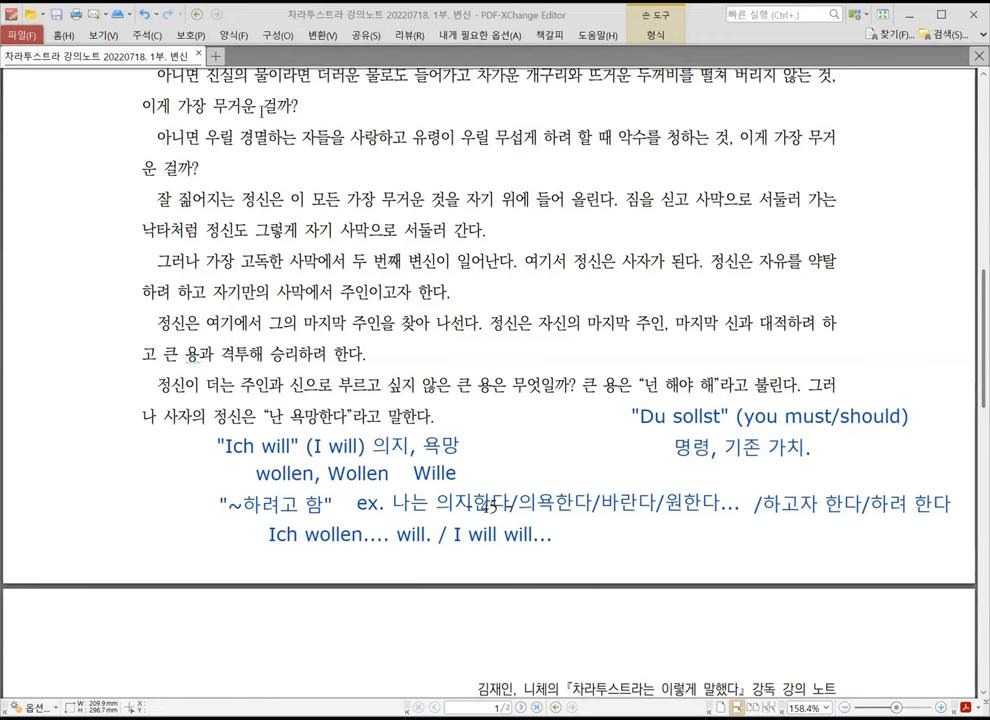 차라투스트라 강의노트 20220718. 1부. 변신 - PDF-XChange Editor
손 도구
빠른 실행 (Ctrl+.)
파일(F) 홈(H) 보기(V) 주석(C) 보호(P) 양식(F) 구성(O) 변환(V) 공유(S) 리뷰(R) 내게 필요한 옵션(A) 책갈피 도움말(H) 형식 찾기(F)... 검색(S)...
차라투스트라 강의노트 20220718. 1부. 변신
아니면 진실의 물이라면 더러운 물로도 들어가고 차가운 개구리와 뜨거운 두꺼비를 떨쳐 버리지 않는 것,
이게 가장 무거운 걸까?
아니면 우릴 경멸하는 자들을 사랑하고 유령이 우릴 무섭게 하려 할 때 악수를 청하는 것, 이게 가장 무거
운 걸까?
잘 짊어지는 정신은 이 모든 가장 무거운 것을 자기 위에 들어 올린다. 짐을 싣고 사막으로 서둘러 가는
낙타처럼 정신도 그렇게 자기 사막으로 서둘러 간다.
그러나 가장 고독한 사막에서 두 번째 변신이 일어난다. 여기서 정신은 사자가 된다. 정신은 자유를 약탈
하려 하고 자기만의 사막에서 주인이고자 한다.
정신은 여기에서 그의 마지막 주인을 찾아 나선다. 정신은 자신의 마지막 주인, 마지막 신과 대적하려 하
고 큰 용과 격투해 승리하려 한다.
정신이 더는 주인과 신으로 부르고 싶지 않은 큰 용은 무엇일까? 큰 용은 “넌 해야 해”라고 불린다. 그러
나 사자의 정신은 “난 욕망한다”라고 말한다.
"Du sollst" (you must/should)
"Ich will" (I will) 의지, 욕망
명령, 기존 가치.
wollen, Wollen Wille
"~하려고 함" ex. 나는 의지한다/의욕한다/바란다/원한다... /하고자 한다/하려 한다
- 45 -
Ich wollen.... will. / I will will...
김재인, 니체의 『차라투스트라는 이렇게 말했다』 강독 강의 노트
옵션... W: 209.9mm X:
H: 296.7mm Y:
1/2
158.4%